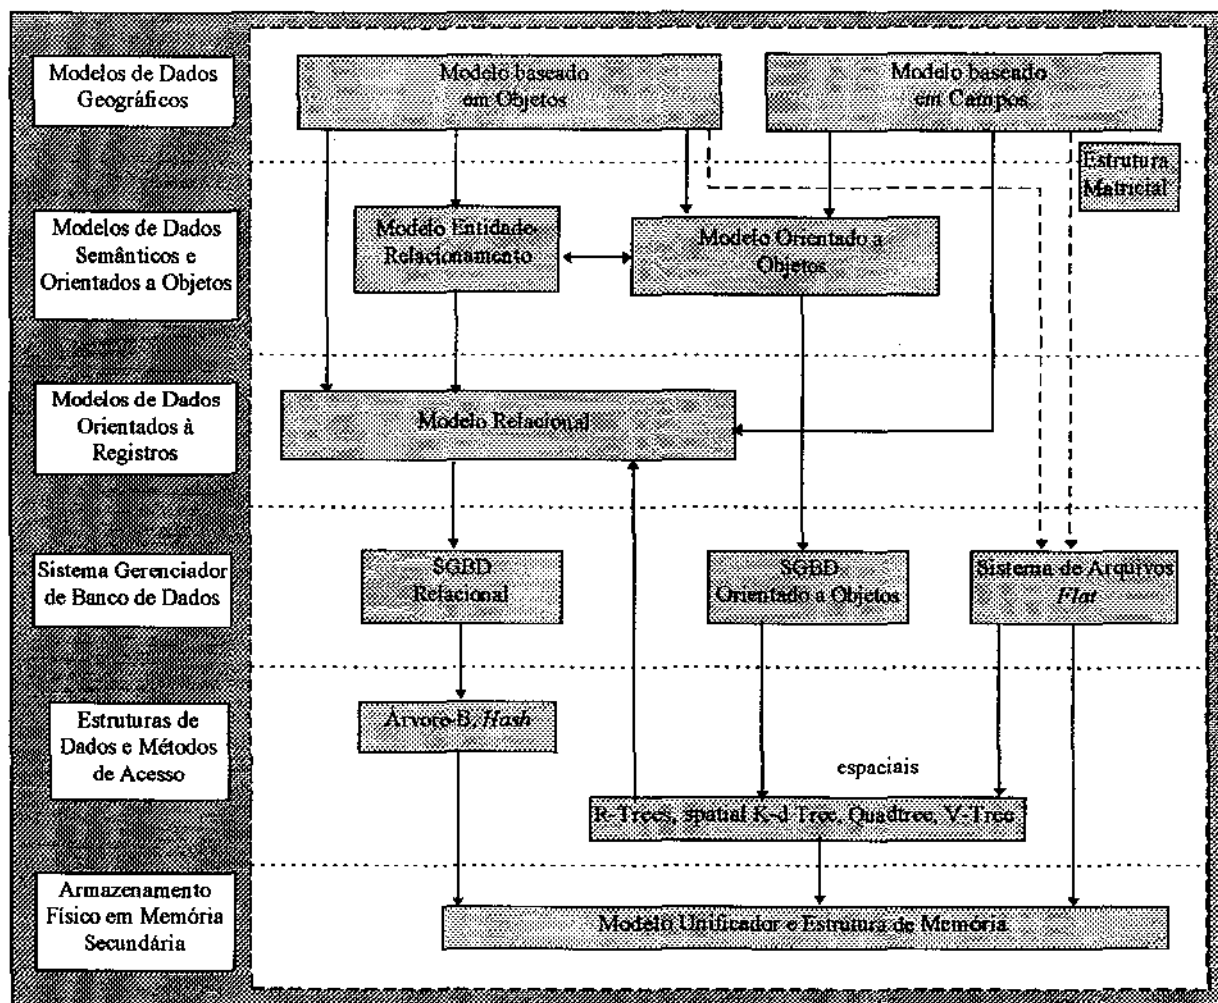 Modelos de Dados
Geográficos
Modelo baseado
em Objetos
Modelo baseado
em Campos
Estrutura
Matricial
Modelos de Dados
Semânticos e
Orientados a Objetos
Modelo Entidade-
Relacionamento
Modelo Orientado a
Objetos
Modelos de Dados
Orientados à
Registros
Modelo Relacional
Sistema Gerenciador
de Banco de Dados
SGBD
Relacional
SGBD
Orientado a Objetos
Sistema de Arquivos
Flat
Estruturas de
Dados e Métodos
de Acesso
Árvore-B, Hash
espaciais
R-Trees, spatial K-d Tree, Quadtree, V-Tree
Armazenamento
Físico em Memória
Secundária
Modelo Unificador e Estrutura de Memória